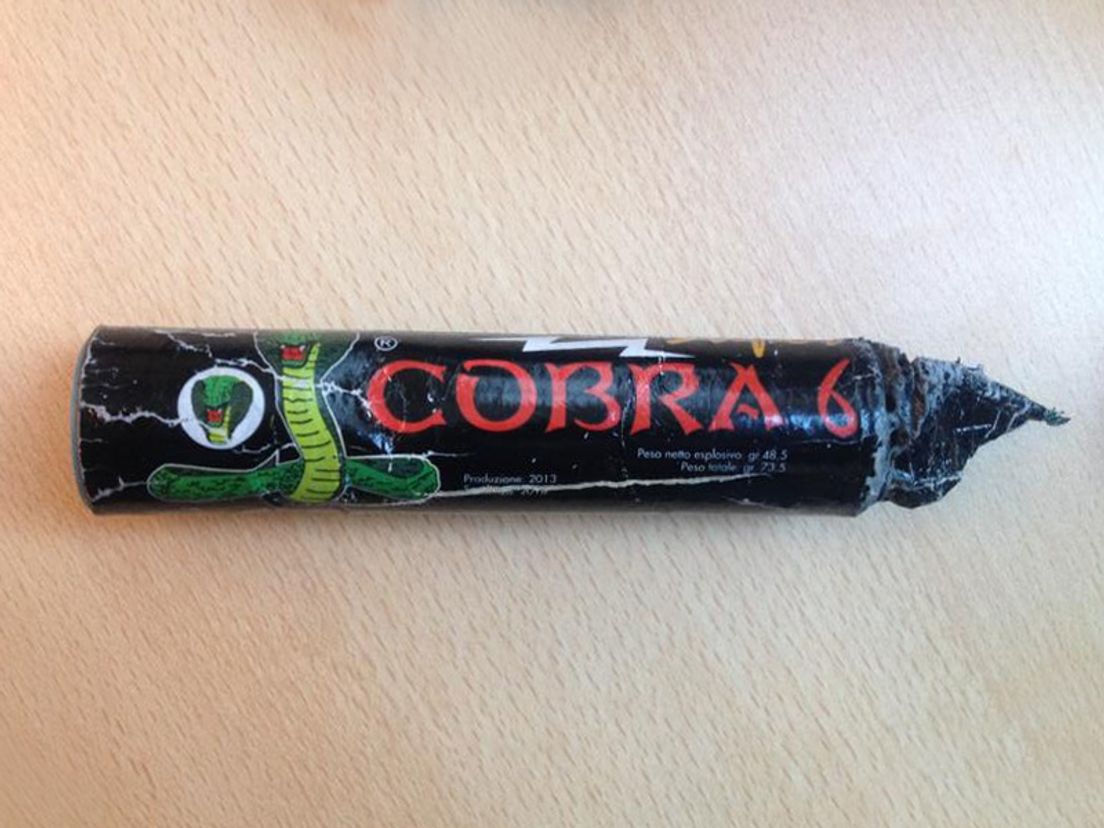 ®
COBRA 6
Peso netto esplosivo: gr 48.5
Peso totale: gr. 73.5
Produzione: 2013